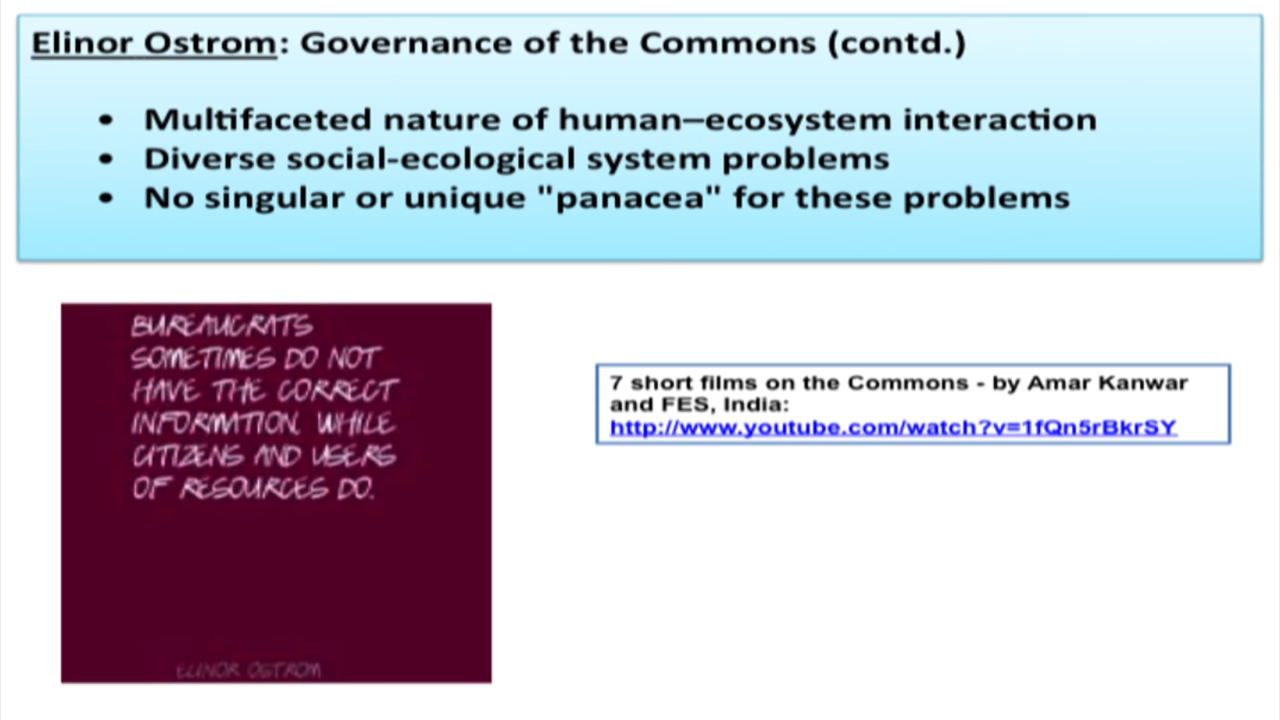 Elinor Ostrom: Governance of the Commons (contd.)
• Multifaceted nature of human–ecosystem interaction
• Diverse social-ecological system problems
• No singular or unique "panacea" for these problems
BUREAUCRATS
SOMETIMES DO NOT
HAVE THE CORRECT
INFORMATION, WHILE
CITIZENS AND USERS
OF RESOURCES DO.
ELINOR OSTROM
7 short films on the Commons - by Amar Kanwar
and FES, India:
http://www.youtube.com/watch?v=1fQn5rBkrSY